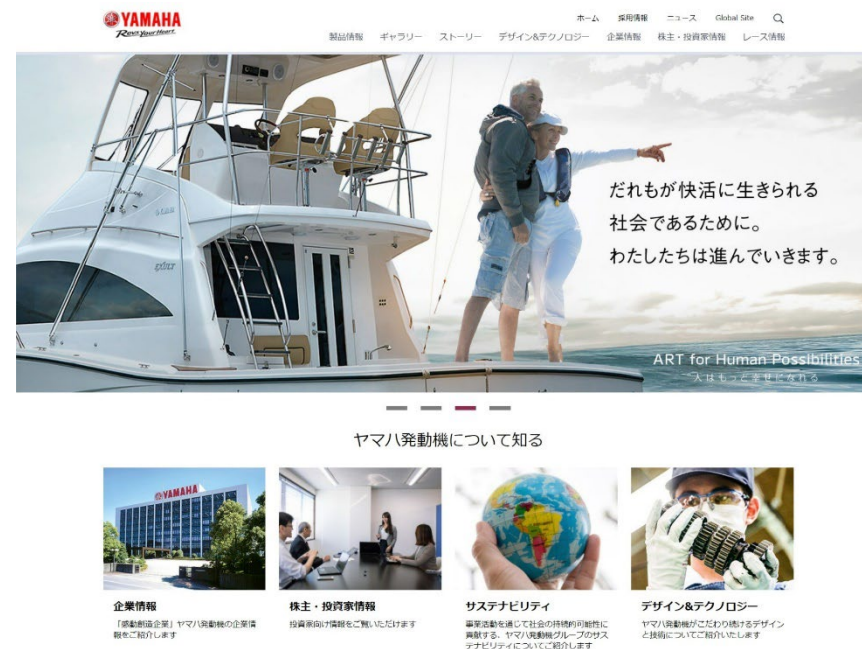 YAMAHA
Revs Your Heart
ホーム 採用情報 ニュース Global Site
製品情報 ギャラリー ストーリー デザイン&テクノロジー 企業情報 株主・投資家情報 レース情報
EXULT
だれもが快活に生きられる
社会であるために。
わたしたちは進んでいきます。
ART for Human Possibilities
人はもっと幸せになれる
ヤマハ発動機について知る
YAMAHA
企業情報
「感動創造企業」ヤマハ発動機の企業情
報をご紹介します
株主・投資家情報
投資家向け情報をご覧いただけます
サステナビリティ
事業活動を通じて社会の持続的可能性に
貢献する、ヤマハ発動機グループのサス
テナビリティについてご紹介します
デザイン&テクノロジー
ヤマハ発動機がこだわり続けるデザイン
と技術についてご紹介いたします